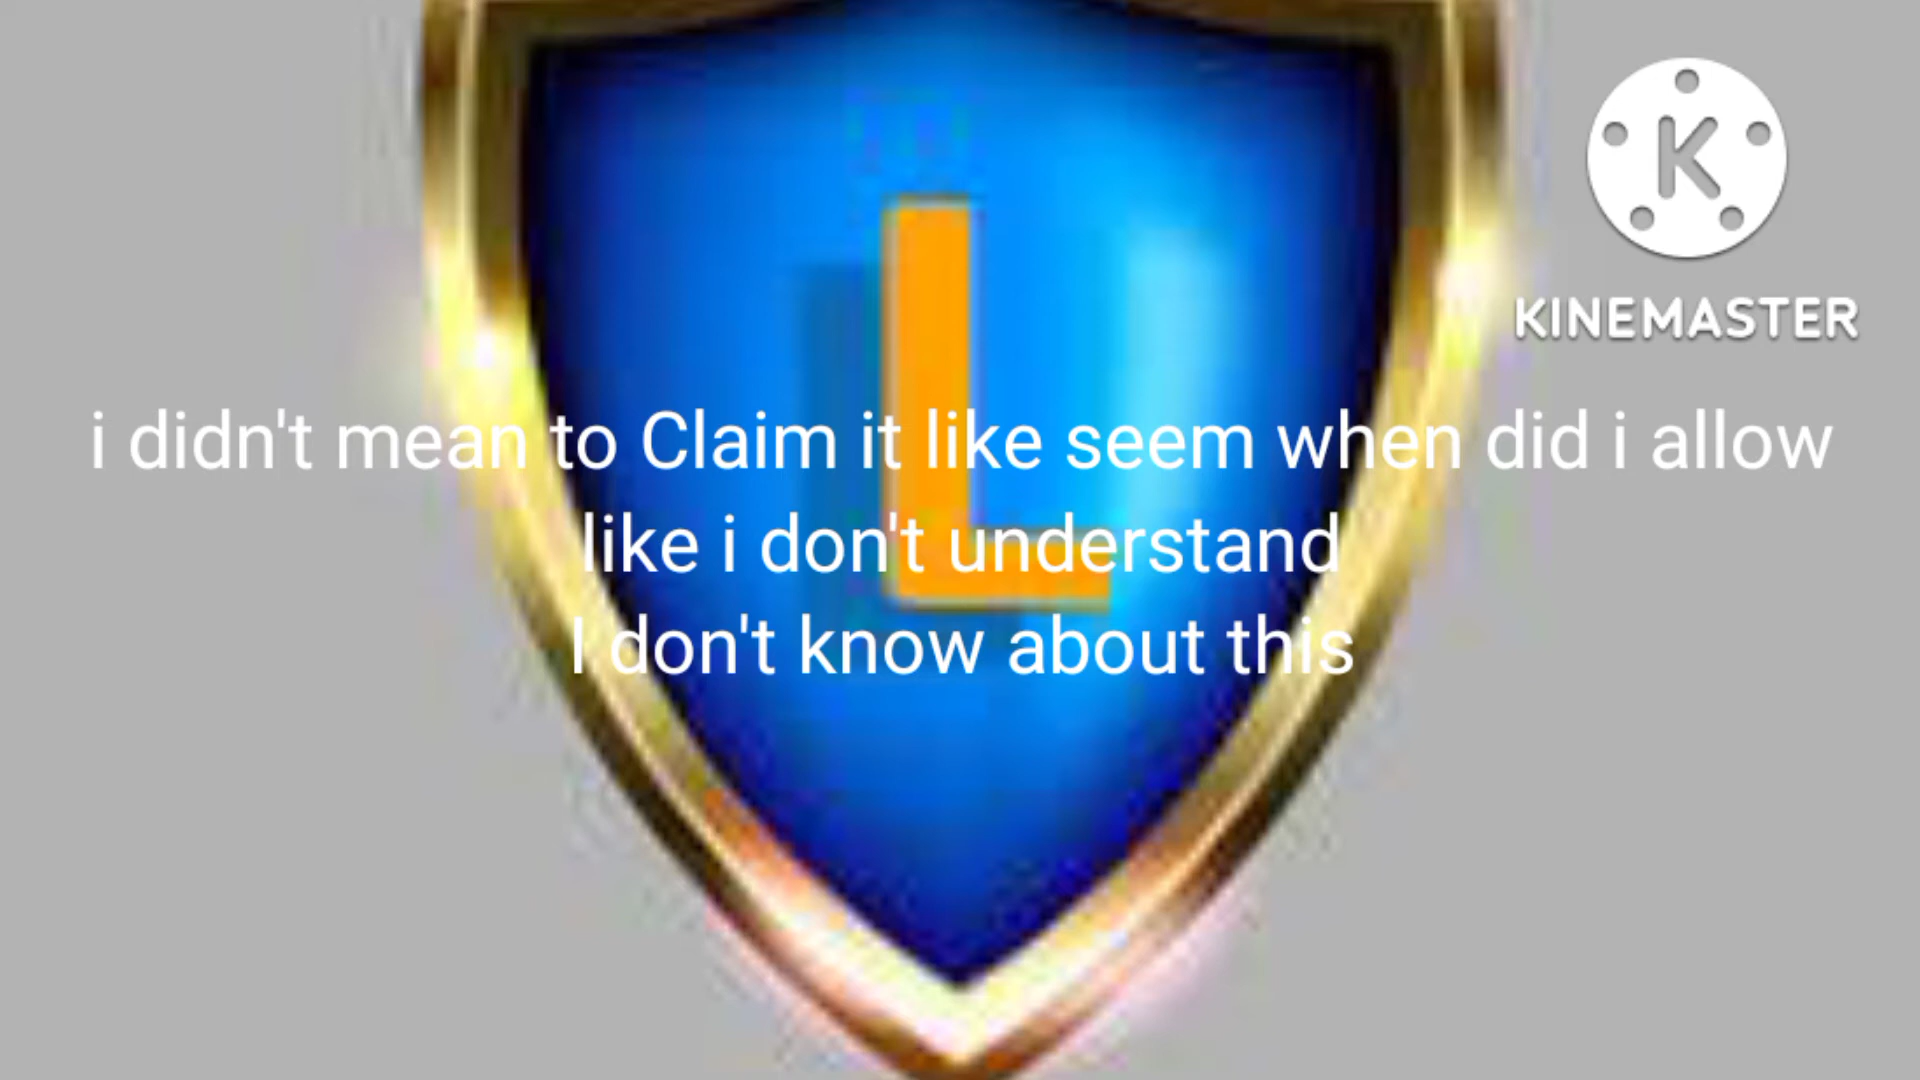 L
K
KINEMASTER
i didn't mean to Claim it like seem when did i allow
like i don't understand
I don't know about this